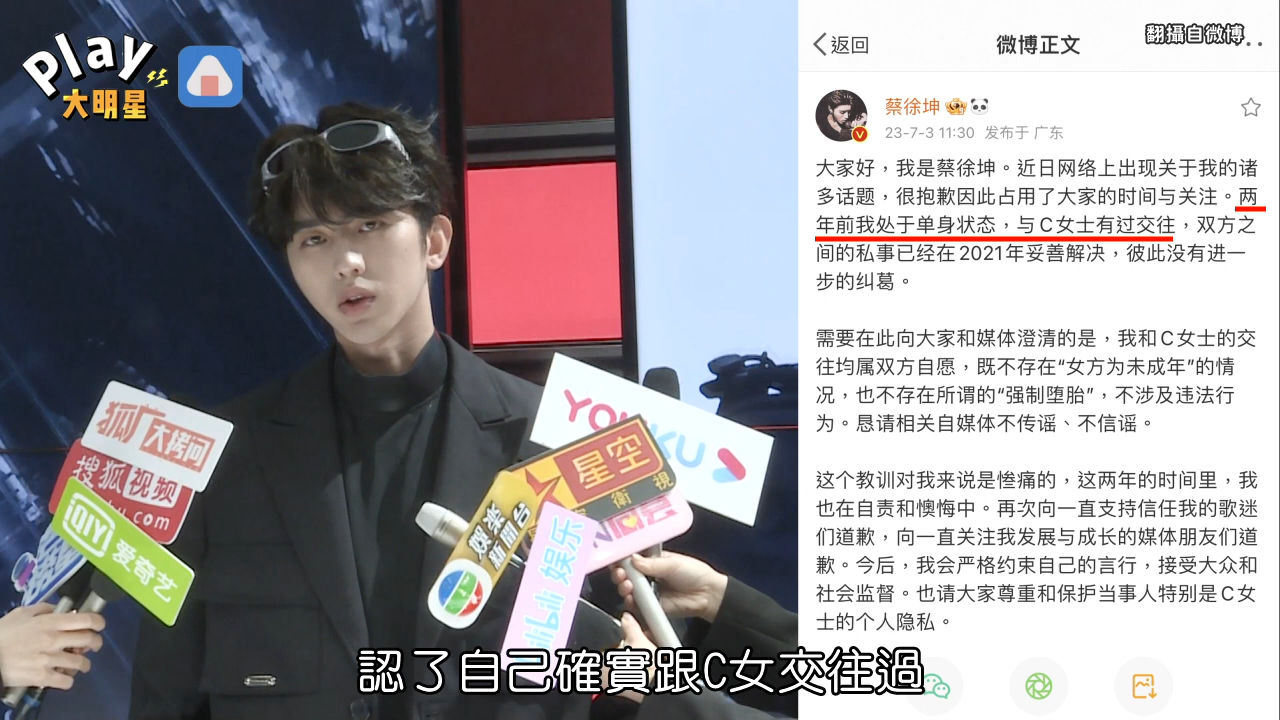 play
大明星
翻攝自微博
返回
微博正文
蔡徐坤
23-7-3 11:30 发布于 广东
大家好，我是蔡徐坤。近日网络上出现关于我的诸
多话题，很抱歉因此占用了大家的时间与关注。两
年前我处于单身状态，与C女士有过交往，双方之
间的私事已经在2021年妥善解决，彼此没有进一
步的纠葛。
需要在此向大家和媒体澄清的是，我和C女士的交
往均属双方自愿，既不存在“女方为未成年”的情
况，也不存在所谓的“强制堕胎”，不涉及违法行
为。恳请相关自媒体不传谣、不信谣。
这个教训对我来说是惨痛的，这两年的时间里，我
也在自责和懊悔中。再次向一直支持信任我的歌迷
们道歉，向一直关注我发展与成长的媒体朋友们道
歉。今后，我会严格约束自己的言行，接受大众和
社会监督。也请大家尊重和保护当事人特别是C女
士的个人隐私。
狐厂大拷问
搜狐视频
.com
iQIYI
爱奇艺
YOUKU
星空
衛視
娛樂
新聞台
bilibili 娱乐
認了自己確實跟C女交往過